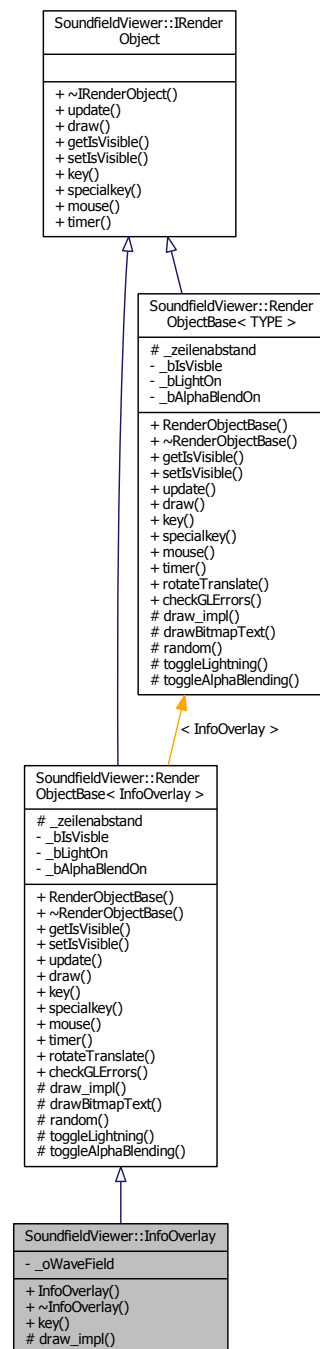 SoundfieldViewer::IRender
Object
+ ~IRenderObject()
+ update()
+ draw()
+ getIsVisible()
+ setIsVisible()
+ key()
+ specialkey()
+ mouse()
+ timer()
SoundfieldViewer::Render
ObjectBase< TYPE >
# _zeilenabstand
- _bIsVisble
- _bLightOn
- _bAlphaBlendOn
+ RenderObjectBase()
+ ~RenderObjectBase()
+ getIsVisible()
+ setIsVisible()
+ update()
+ draw()
+ key()
+ specialkey()
+ mouse()
+ timer()
+ rotateTranslate()
+ checkGLErrors()
# draw_impl()
# drawBitmapText()
# random()
# toggleLightning()
# toggleAlphaBlending()
< InfoOverlay >
SoundfieldViewer::Render
ObjectBase< InfoOverlay >
# _zeilenabstand
- _bIsVisble
- _bLightOn
- _bAlphaBlendOn
+ RenderObjectBase()
+ ~RenderObjectBase()
+ getIsVisible()
+ setIsVisible()
+ update()
+ draw()
+ key()
+ specialkey()
+ mouse()
+ timer()
+ rotateTranslate()
+ checkGLErrors()
# draw_impl()
# drawBitmapText()
# random()
# toggleLightning()
# toggleAlphaBlending()
SoundfieldViewer::InfoOverlay
- _oWaveField
+ InfoOverlay()
+ ~InfoOverlay()
+ key()
# draw_impl()